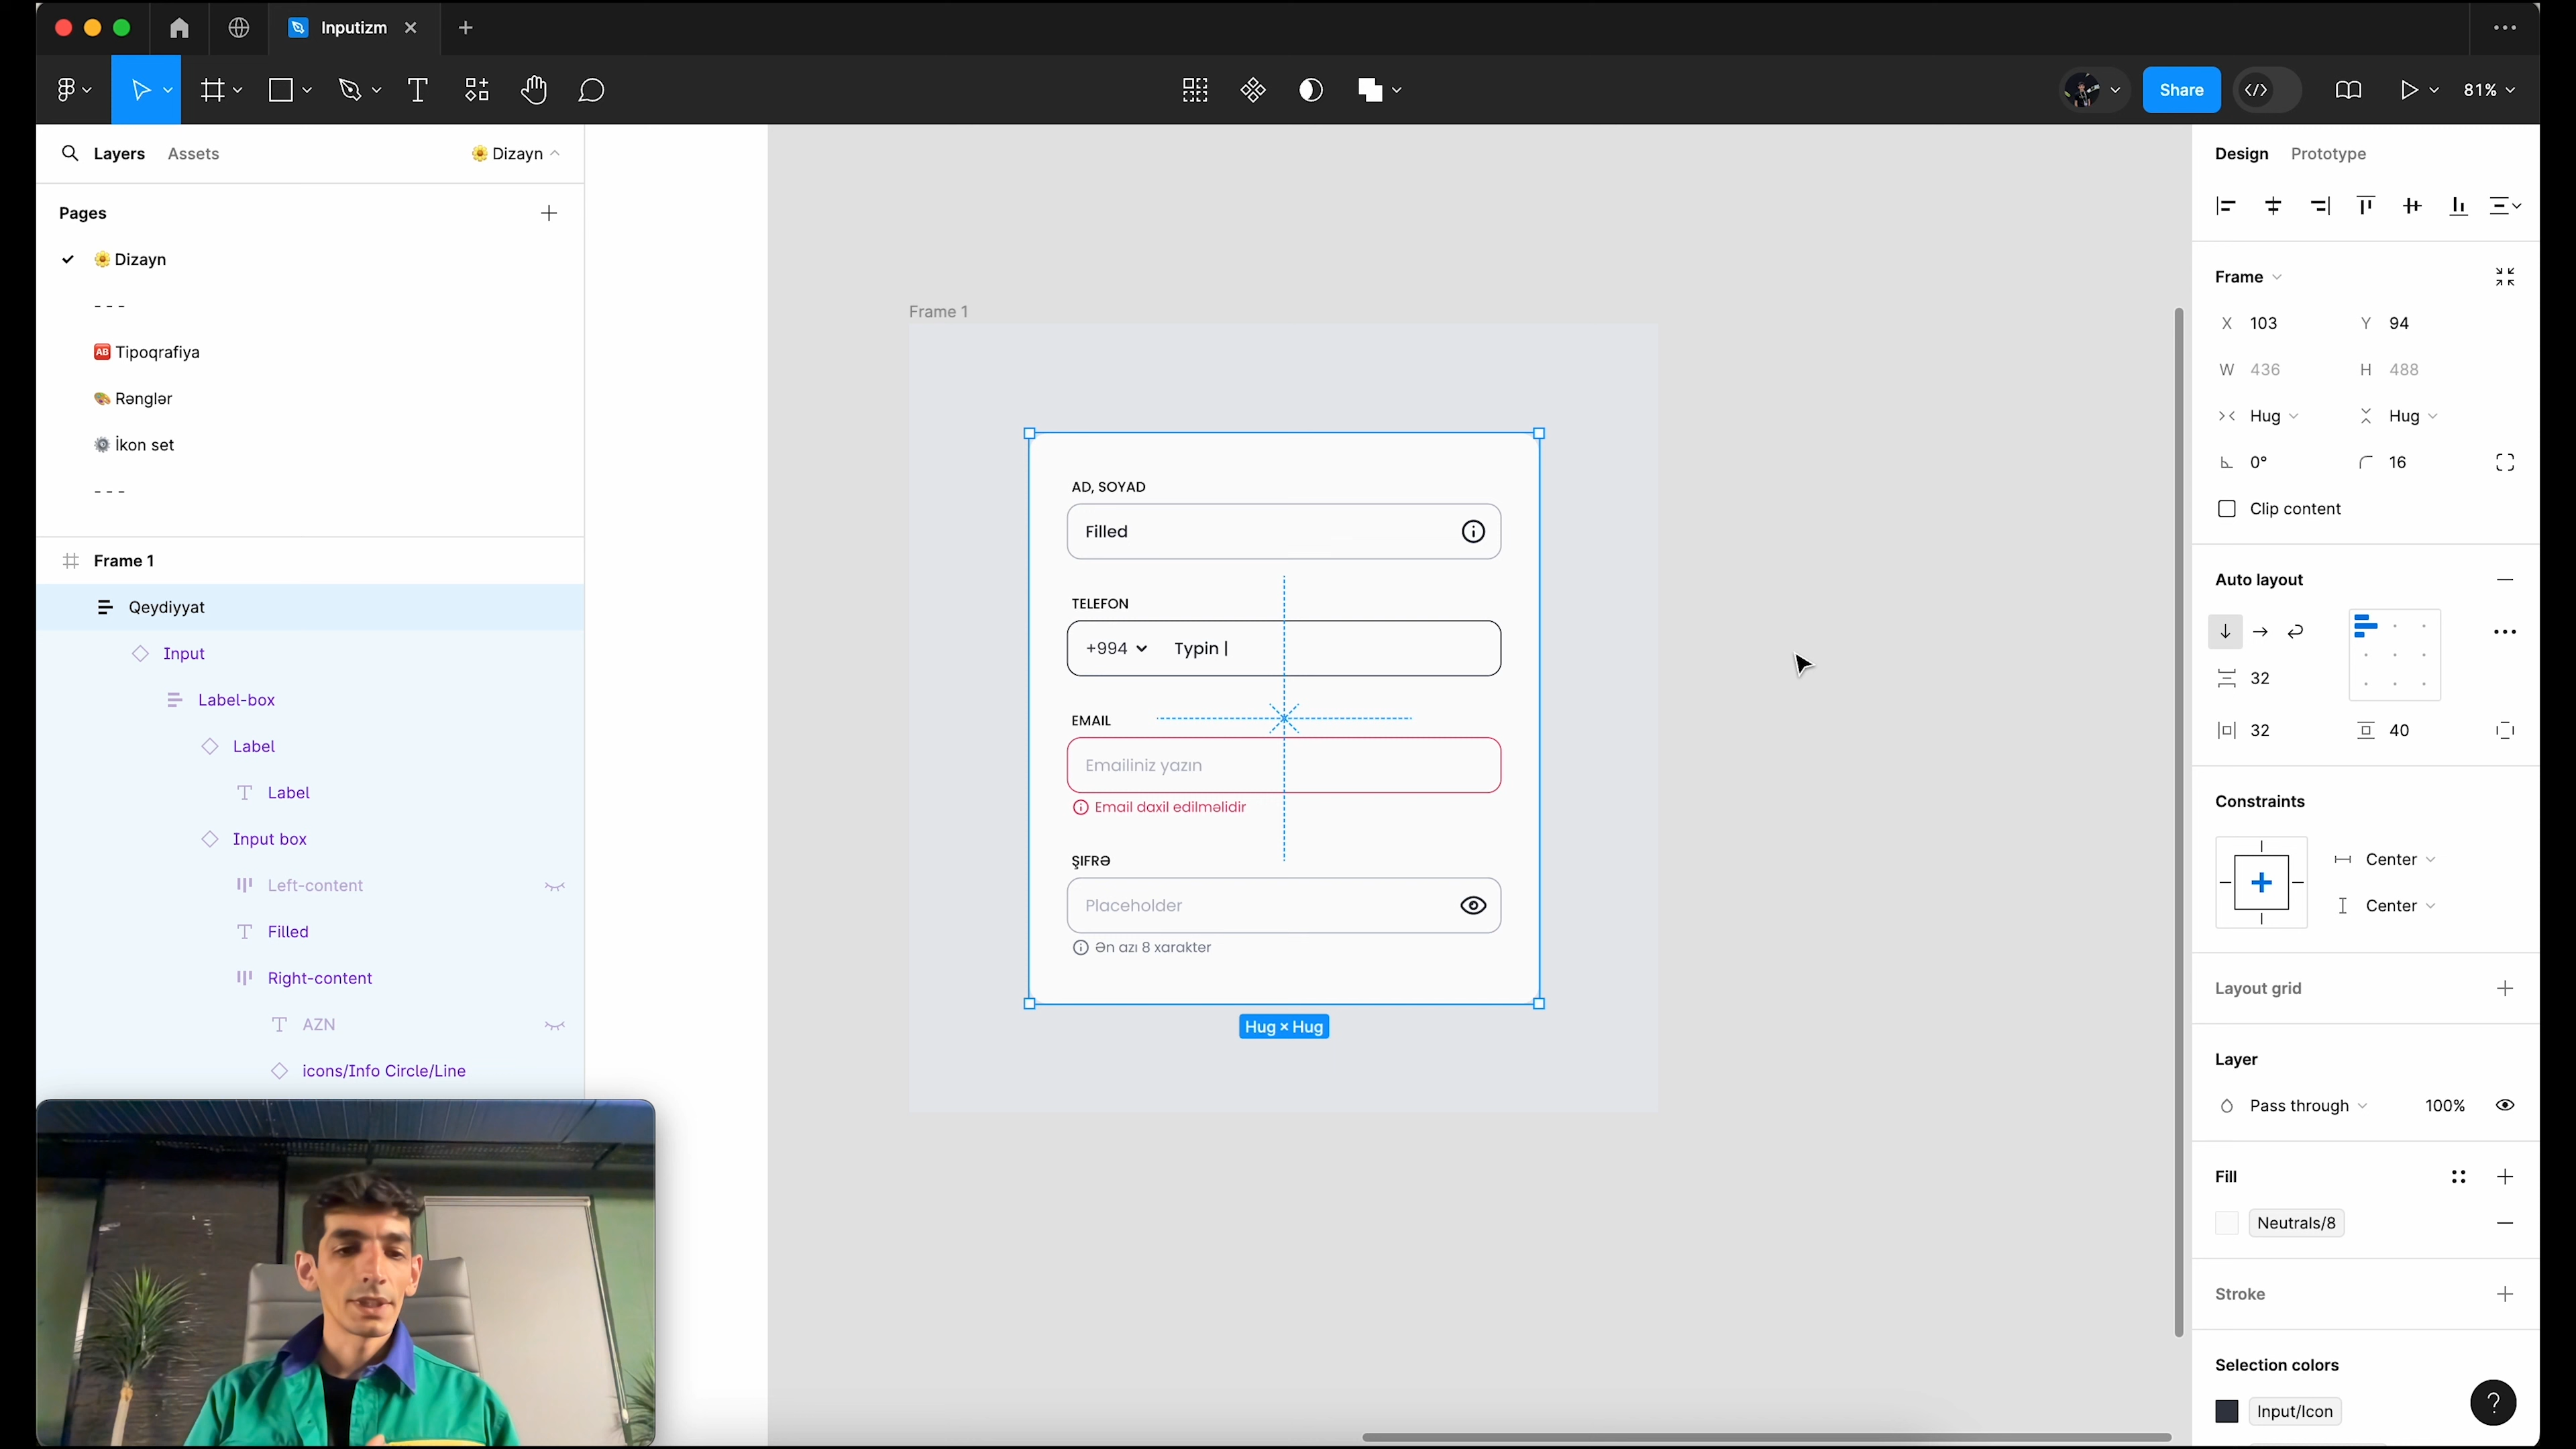 Inputizm
Share
81%
Layers
Assets
🌼 Dizayn
Pages
🌼 Dizayn
- - -
🆎 Tipoqrafiya
🎨 Rənglər
⚙️ İkon set
- - -
Frame 1
Qeydiyyat
Input
Label-box
Label
Label
Input box
Left-content
Filled
Right-content
AZN
icons/Info Circle/Line
Frame 1
AD, SOYAD
Filled
TELEFON
+994
Typin |
EMAIL
Emailiniz yazın
Email daxil edilməlidir
ŞIFRƏ
Placeholder
Ən azı 8 xarakter
Hug × Hug
Design
Prototype
Frame
X 103
Y 94
W 436
H 488
Hug
Hug
0°
16
Clip content
Auto layout
32
32
40
Constraints
Center
Center
Layout grid
Layer
Pass through
100%
Fill
Neutrals/8
Stroke
Selection colors
Input/Icon
?